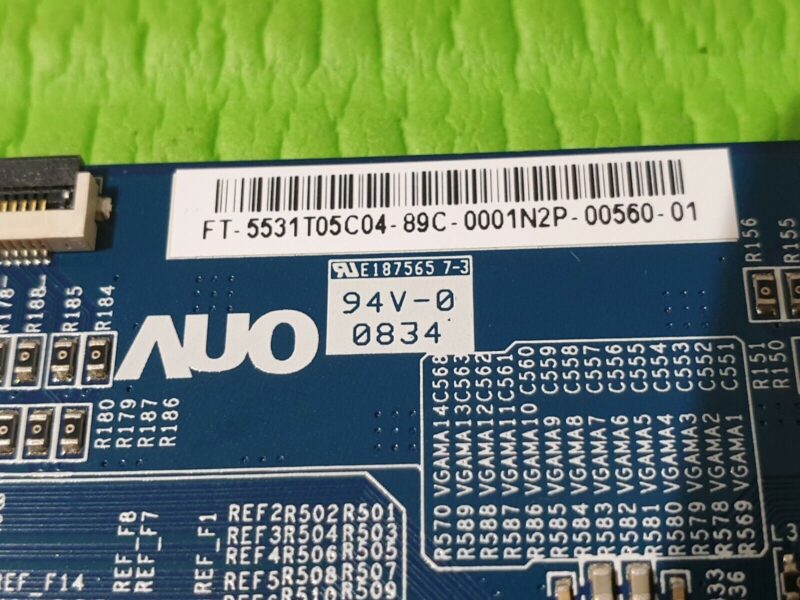 FT-5531T05C04-89C-0001N2P-00560-01
E187565 7-3
94V-0
0834
AUO
R188
R185
R184
R180
R179
R187
R186
R156
R155
R151
R150
R570 VGAMA14 C568
R589 VGAMA13 C563
R588 VGAMA12 C562
R587 VGAMA11 C561
R586 VGAMA10 C560
R585 VGAMA9 C559
R584 VGAMA8 C558
R583 VGAMA7 C557
R582 VGAMA6 C556
R581 VGAMA5 C555
R580 VGAMA4 C554
R579 VGAMA3 C553
R578 VGAMA2 C552
R569 VGAMA1 C551
REF_F8
REF_F7
REF_F1
REF_F14
REF2 R502 R501
REF3 R504 R503
REF4 R506 R505
REF5 R508 R507
R510 R509
L3